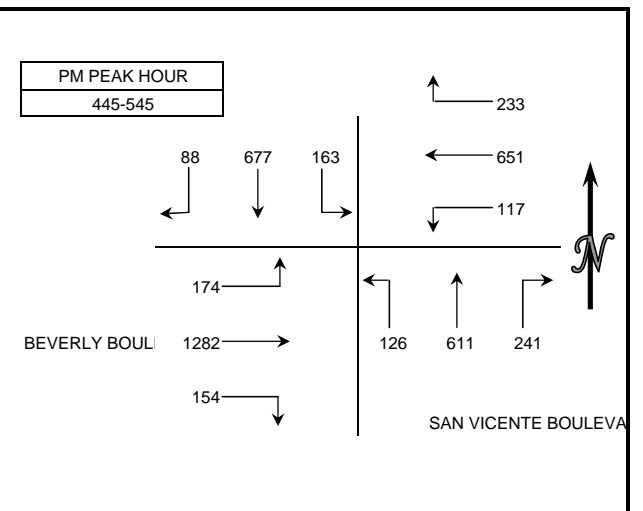 PM PEAK HOUR
445-545
233
88 677 163
651
117
N
174
BEVERLY BOUL 1282
126 611 241
154
SAN VICENTE BOULEVA